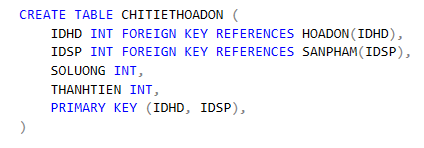 CREATE TABLE CHITIETHOADON (
IDHD INT FOREIGN KEY REFERENCES HOADON(IDHD),
IDSP INT FOREIGN KEY REFERENCES SANPHAM(IDSP),
SOLUONG INT,
THANHTIEN INT,
PRIMARY KEY (IDHD, IDSP),
)